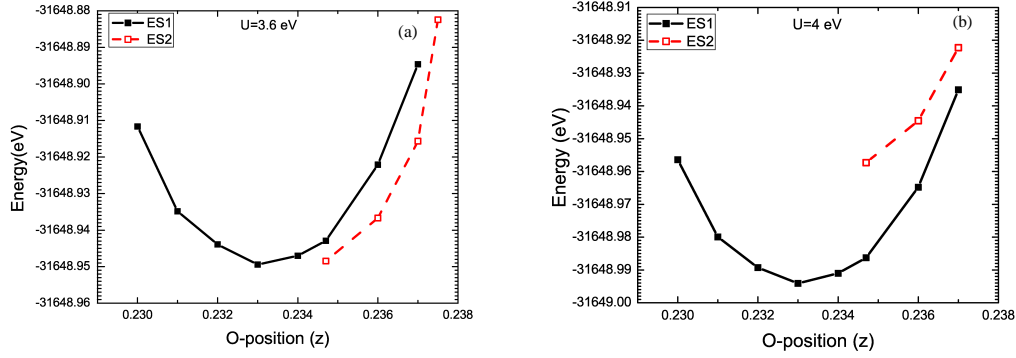 ES1
ES2
U=3.6 eV
(a)
-31648.88
-31648.89
-31648.90
-31648.91
-31648.92
-31648.93
-31648.94
-31648.95
-31648.96
Energy(eV)
0.230
0.232
0.234
0.236
0.238
O-position (z)
ES1
ES2
U=4 eV
(b)
-31648.91
-31648.92
-31648.93
-31648.94
-31648.95
-31648.96
-31648.97
-31648.98
-31648.99
-31649.00
Energy (eV)
0.230
0.232
0.234
0.236
0.238
O-position (z)